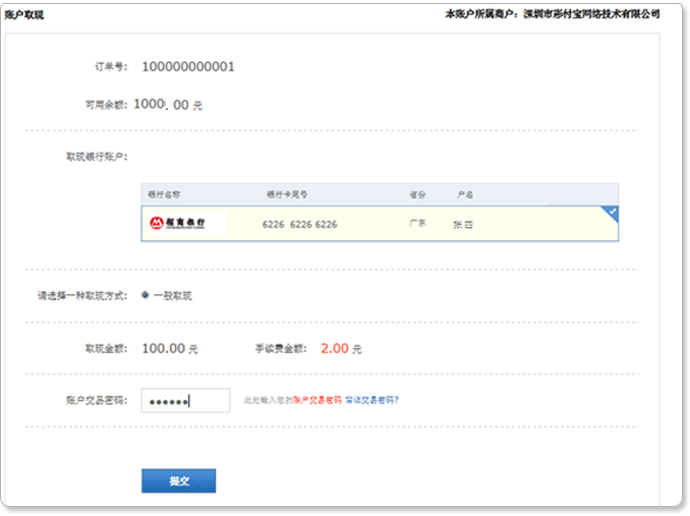 账户取现 本账户所属商户：深圳市彩付宝网络技术有限公司
订单号: 100000000001
可用余额: 1000. 00 元
取现银行账户:
银行名称 银行卡尾号 省份 户名
招商银行 6226 6226 6226 广东 张 四
请选择一种取现方式: 一般取现
取现金额: 100.00 元 手续费金额: 2.00 元
账户交易密码: ●●●●●● 此处输入您的账户交易密码 忘记交易密码?
提交